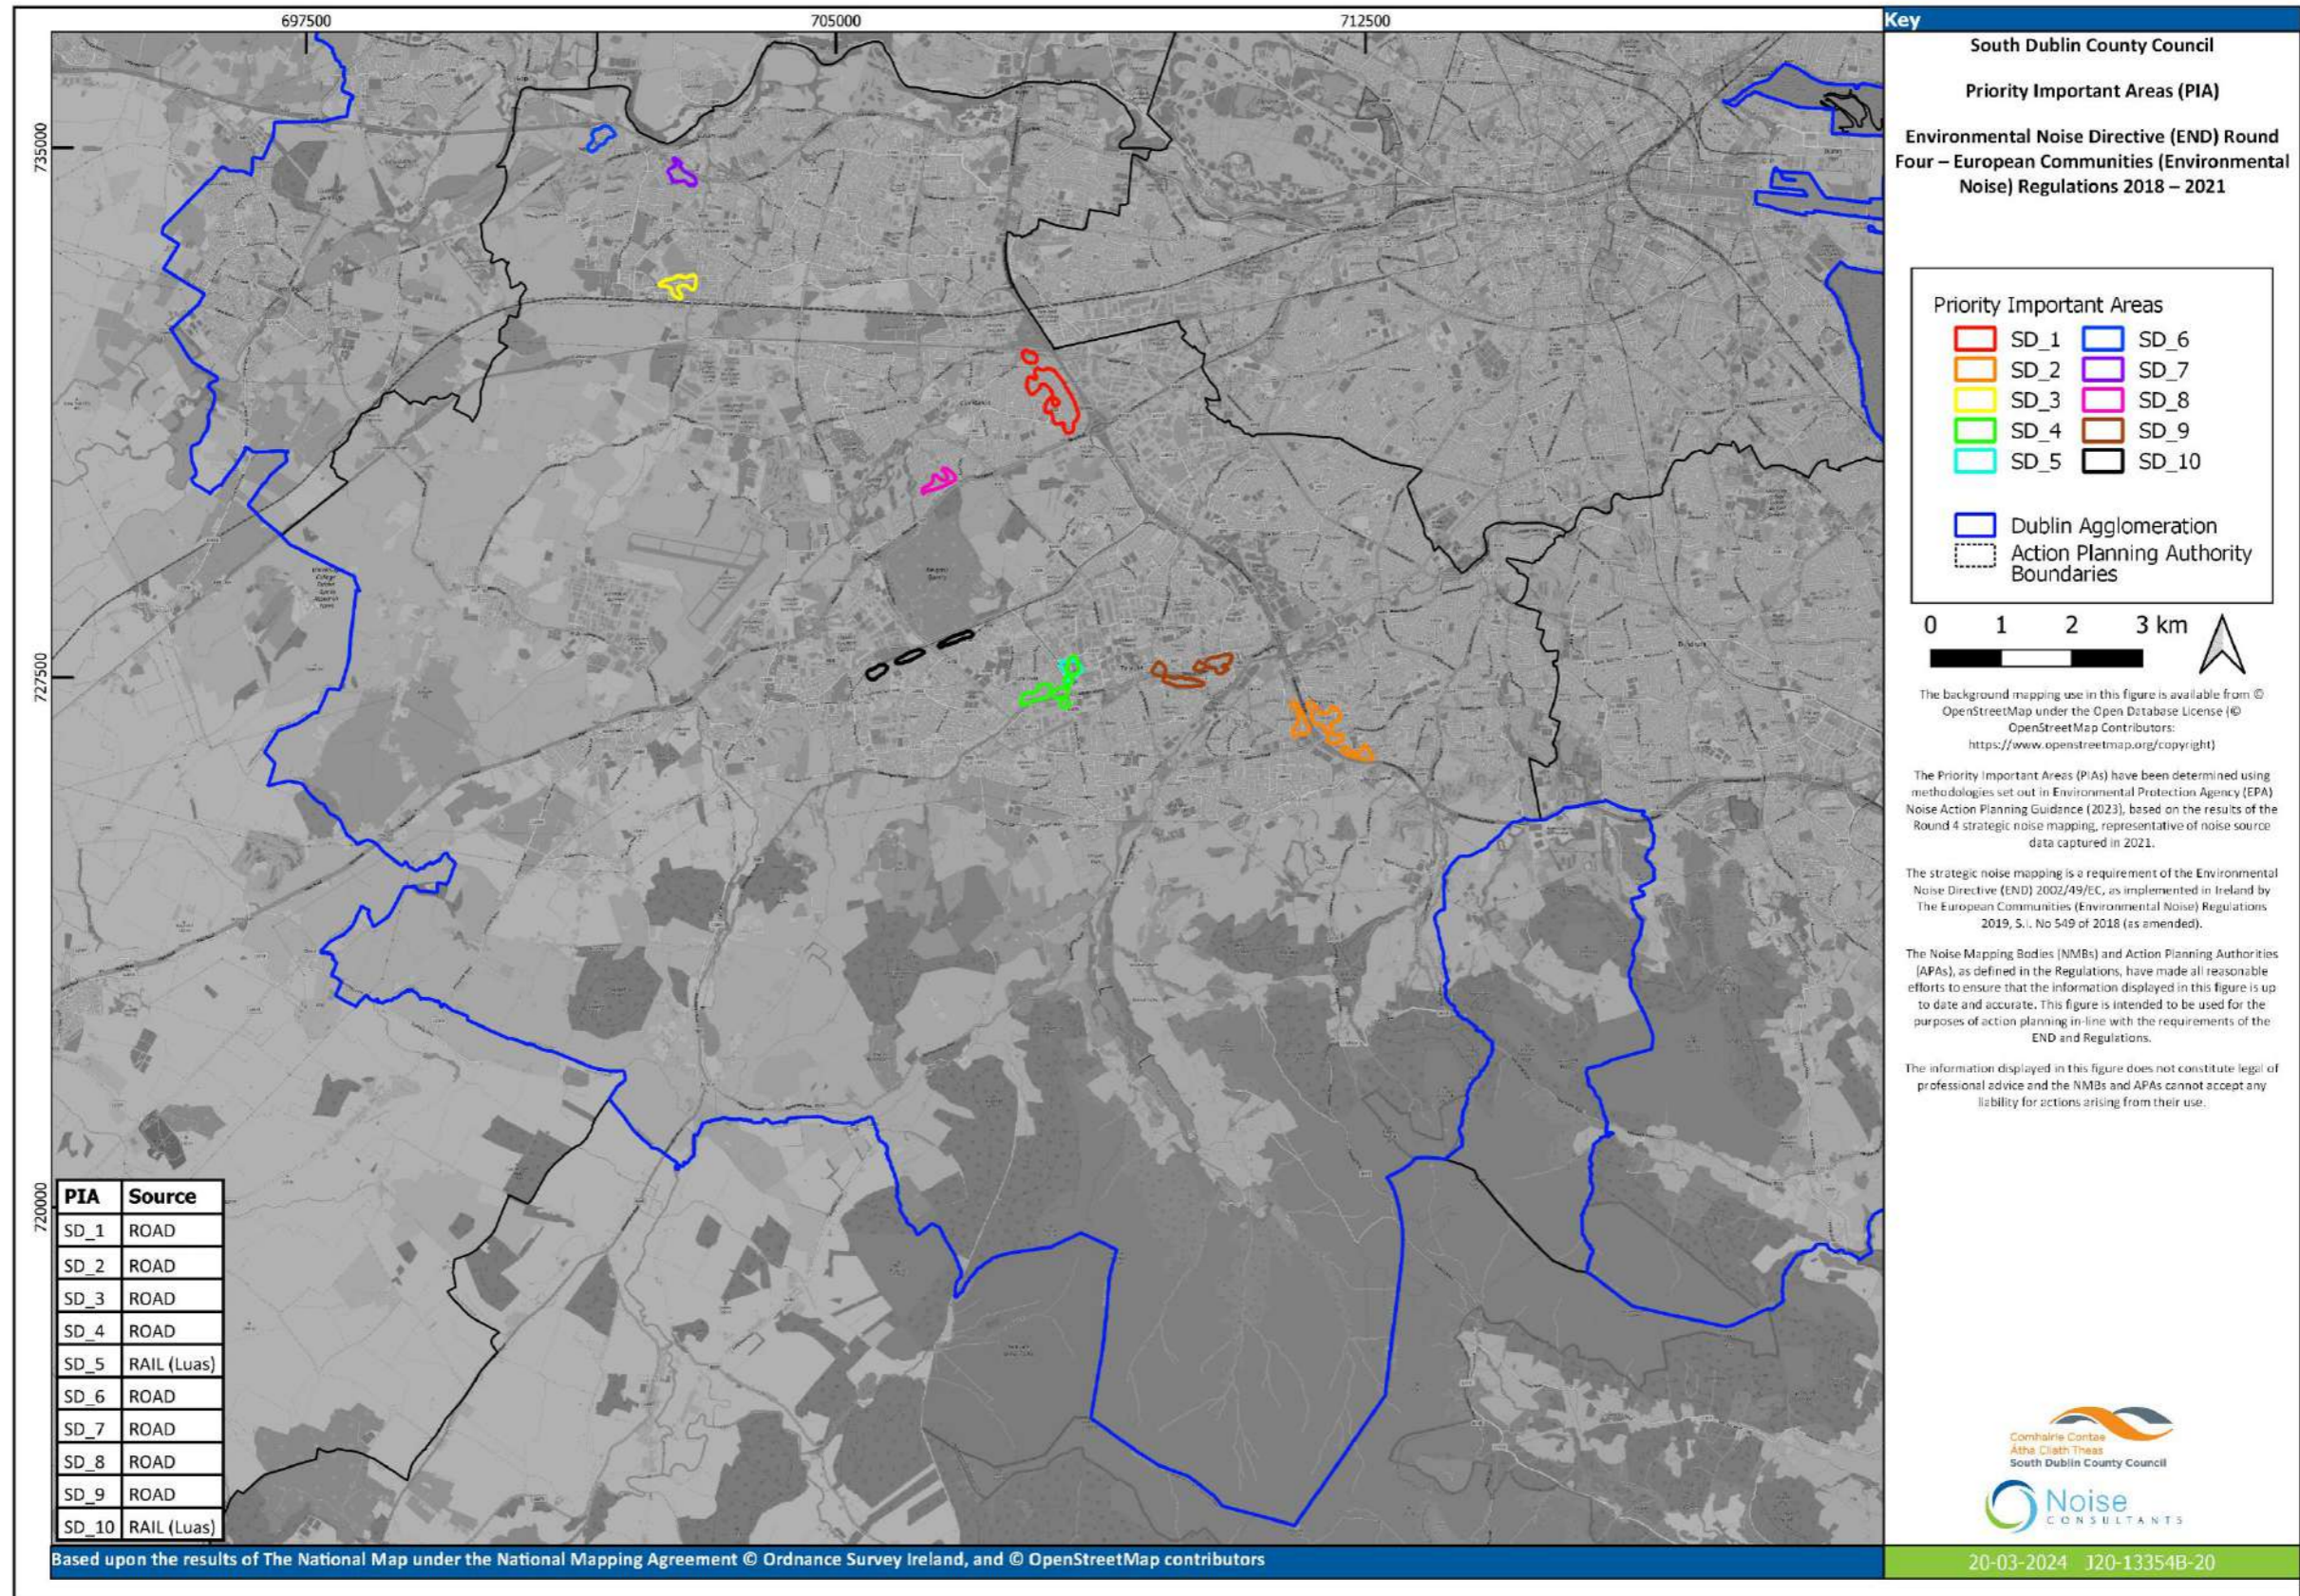 697500
705000
712500
735000
727500
720000
Key
South Dublin County Council
Priority Important Areas (PIA)
Environmental Noise Directive (END) Round
Four – European Communities (Environmental
Noise) Regulations 2018 – 2021
Priority Important Areas
SD_1 SD_6
SD_2 SD_7
SD_3 SD_8
SD_4 SD_9
SD_5 SD_10
Dublin Agglomeration
Action Planning Authority
Boundaries
0 1 2 3 km
The background mapping use in this figure is available from ©
OpenStreetMap under the Open Database License (©
OpenStreetMap Contributors:
https://www.openstreetmap.org/copyright)
The Priority Important Areas (PIAs) have been determined using
methodologies set out in Environmental Protection Agency (EPA)
Noise Action Planning Guidance (2023), based on the results of the
Round 4 strategic noise mapping, representative of noise source
data captured in 2021.
The strategic noise mapping is a requirement of the Environmental
Noise Directive (END) 2002/49/EC, as implemented in Ireland by
The European Communities (Environmental Noise) Regulations
2019, S.I. No 549 of 2018 (as amended).
The Noise Mapping Bodies (NMBs) and Action Planning Authorities
(APAs), as defined in the Regulations, have made all reasonable
efforts to ensure that the information displayed in this figure is up
to date and accurate. This figure is intended to be used for the
purposes of action planning in-line with the requirements of the
END and Regulations.
The information displayed in this figure does not constitute legal of
professional advice and the NMBs and APAs cannot accept any
liability for actions arising from their use.
PIA Source
SD_1 ROAD
SD_2 ROAD
SD_3 ROAD
SD_4 ROAD
SD_5 RAIL (Luas)
SD_6 ROAD
SD_7 ROAD
SD_8 ROAD
SD_9 ROAD
SD_10 RAIL (Luas)
Comhairle Contae
Átha Cliath Theas
South Dublin County Council
Noise
CONSULTANTS
Based upon the results of The National Map under the National Mapping Agreement © Ordnance Survey Ireland, and © OpenStreetMap contributors
20-03-2024 J20-13354B-20